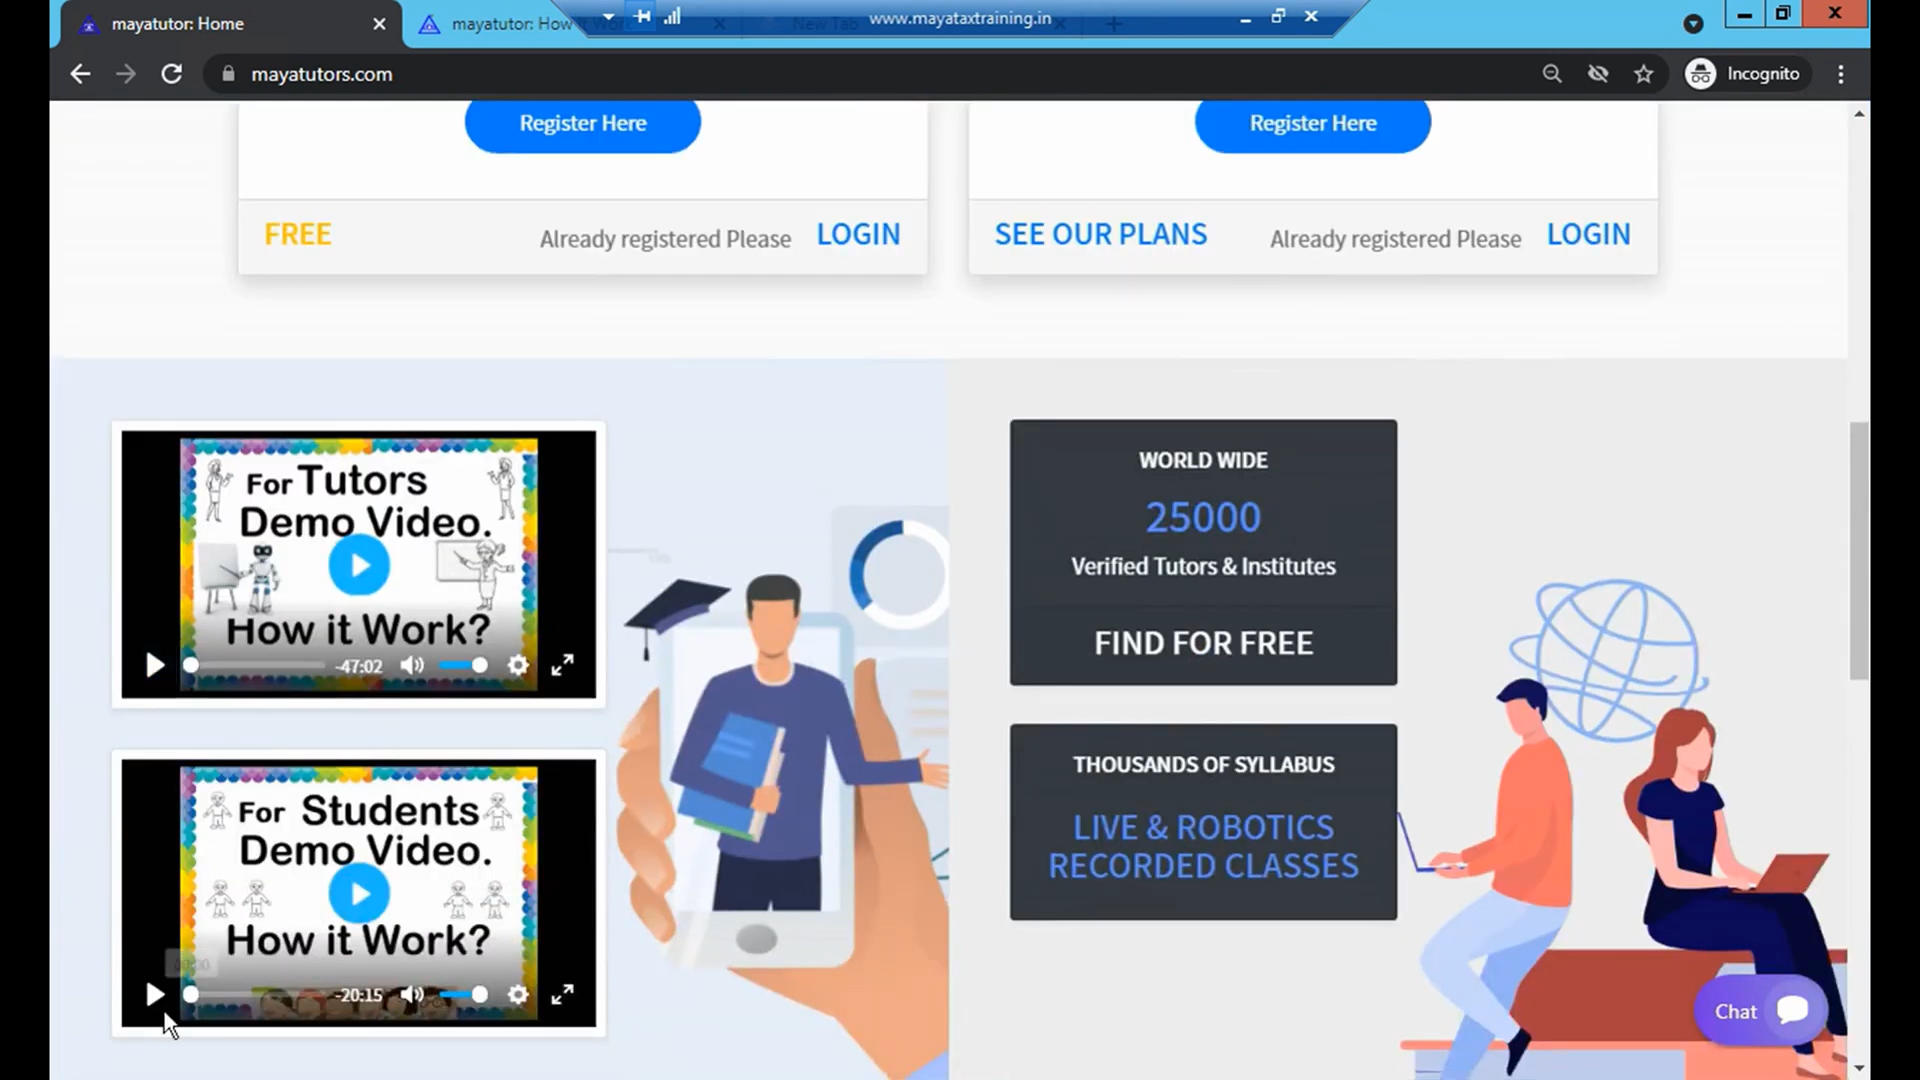 mayatutor: Home
mayatutor: How
New Tab
www.mayataxtraining.in
mayatutors.com
Incognito
Register Here
Register Here
FREE
Already registered Please
LOGIN
SEE OUR PLANS
Already registered Please
LOGIN
For Tutors
Demo Video.
How it Work?
-47:02
For Students
Demo Video.
How it Work?
-20:15
WORLD WIDE
25000
Verified Tutors & Institutes
FIND FOR FREE
THOUSANDS OF SYLLABUS
LIVE & ROBOTICS
RECORDED CLASSES
Chat